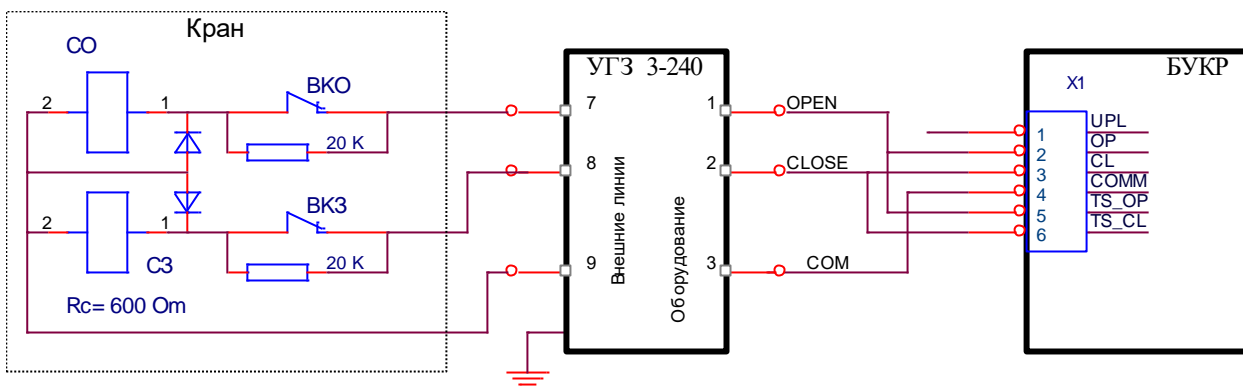 Кран
CO
2
1
ВКО
20 K
2
1
ВКЗ
20 K
СЗ
Rc= 600 Om
УГЗ 3-240
7
8
9
Внешние линии
Оборудование
1
2
3
OPEN
CLOSE
COM
БУКР
X1
1
2
3
4
5
6
UPL
OP
CL
COMM
TS_OP
TS_CL